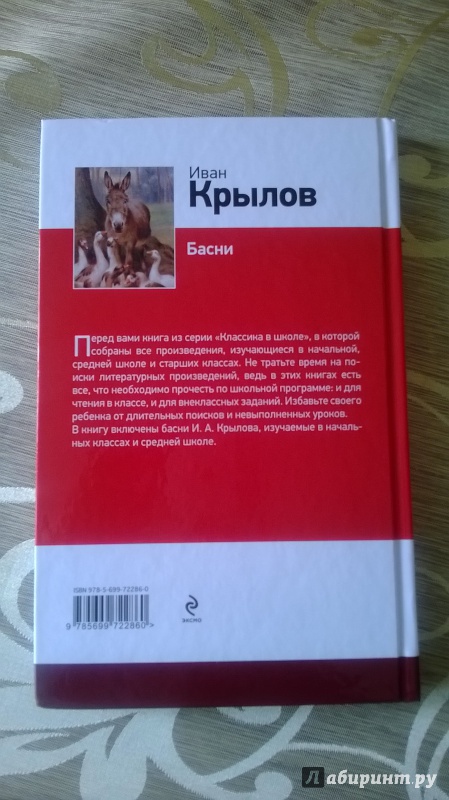 Иван
Крылов
Басни
Перед вами книга из серии «Классика в школе», в которой
собраны все произведения, изучающиеся в начальной,
средней школе и старших классах. Не тратьте время на по-
иски литературных произведений, ведь в этих книгах есть
все, что необходимо прочесть по школьной программе: и для
чтения в классе, и для внеклассных заданий. Избавьте своего
ребенка от длительных поисков и невыполненных уроков.
В книгу включены басни И. А. Крылова, изучаемые в началь-
ных классах и средней школе.
ISBN 978-5-699-72286-0
9 785699 722860>
эксмо
Лабиринт.ру